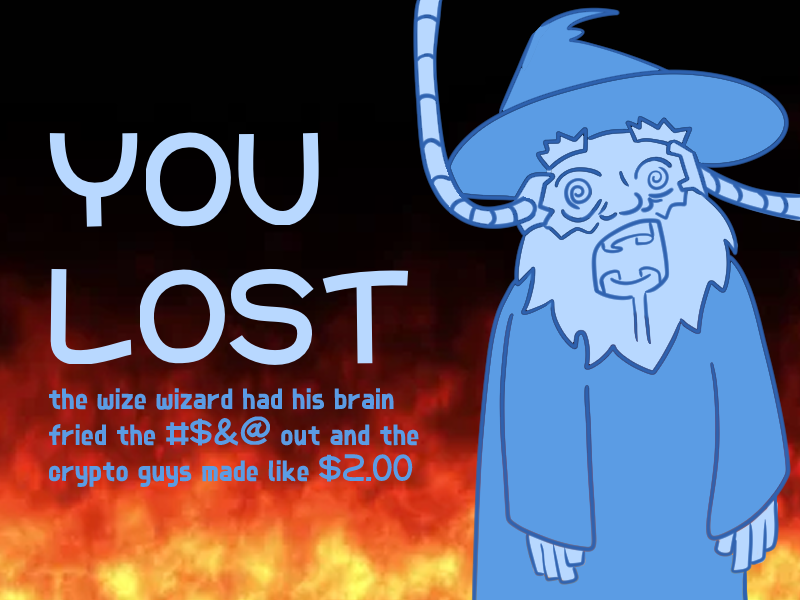 YOU
LOST
the wize wizard had his brain
fried the #$&@ out and the
crypto guys made like $2.00